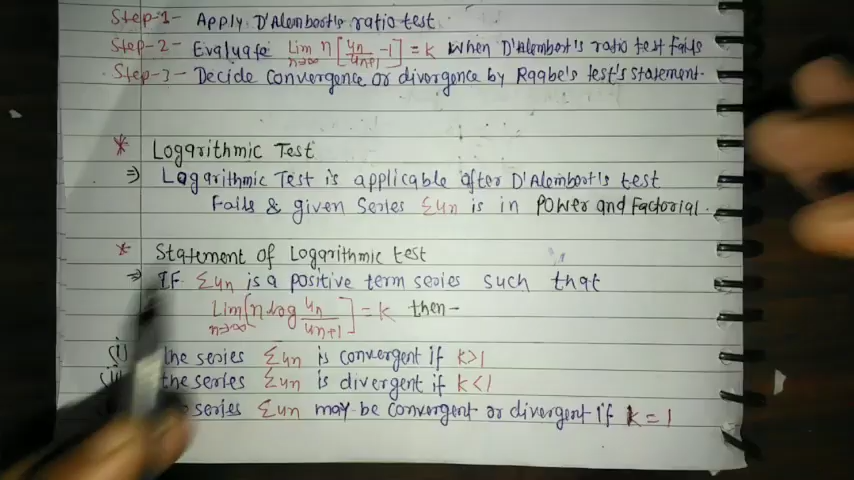 Step-1- Apply D'Alembort's ratio test
Step-2- Evaluate Lim n→∞ n[un/un+1 -1] = k when D'Alembort's ratio test fails
Step-3- Decide convergence or divergence by Raabe's test's statement.
* Logarithmic Test
⇒ Logarithmic Test is applicable after D'Alembort's test
Fails & given series Σun is in Power and Factorial.
* Statement of Logarithmic test
⇒ IF Σun is a positive term series such that
Lim n→∞ [n log un/un+1] = k then-
(i) the series Σun is convergent if k>1
(ii) the series Σun is divergent if k<1
series Σun may be convergent or divergent if k = 1